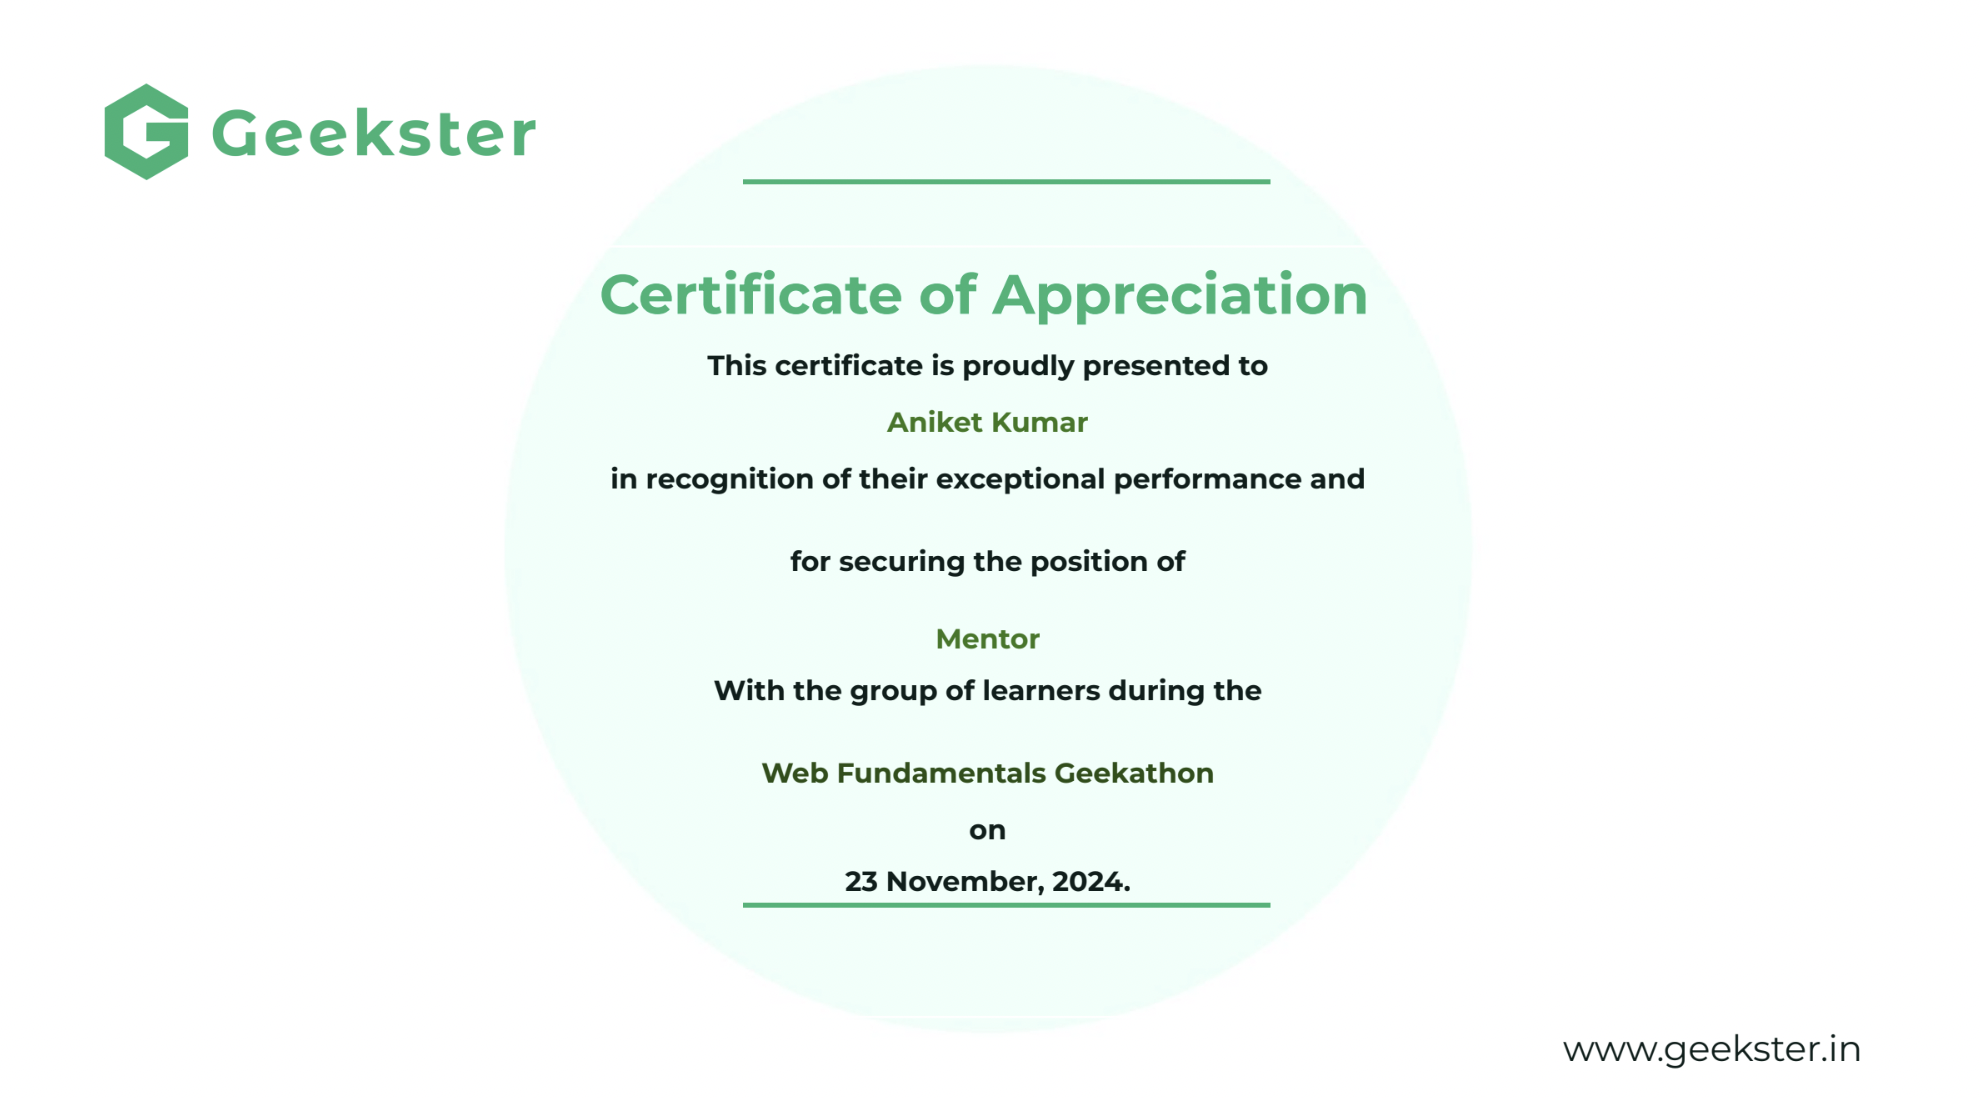 Geekster
Certificate of Appreciation
This certificate is proudly presented to
Aniket Kumar
in recognition of their exceptional performance and
for securing the position of
Mentor
With the group of learners during the
Web Fundamentals Geekathon
on
23 November, 2024.
www.geekster.in